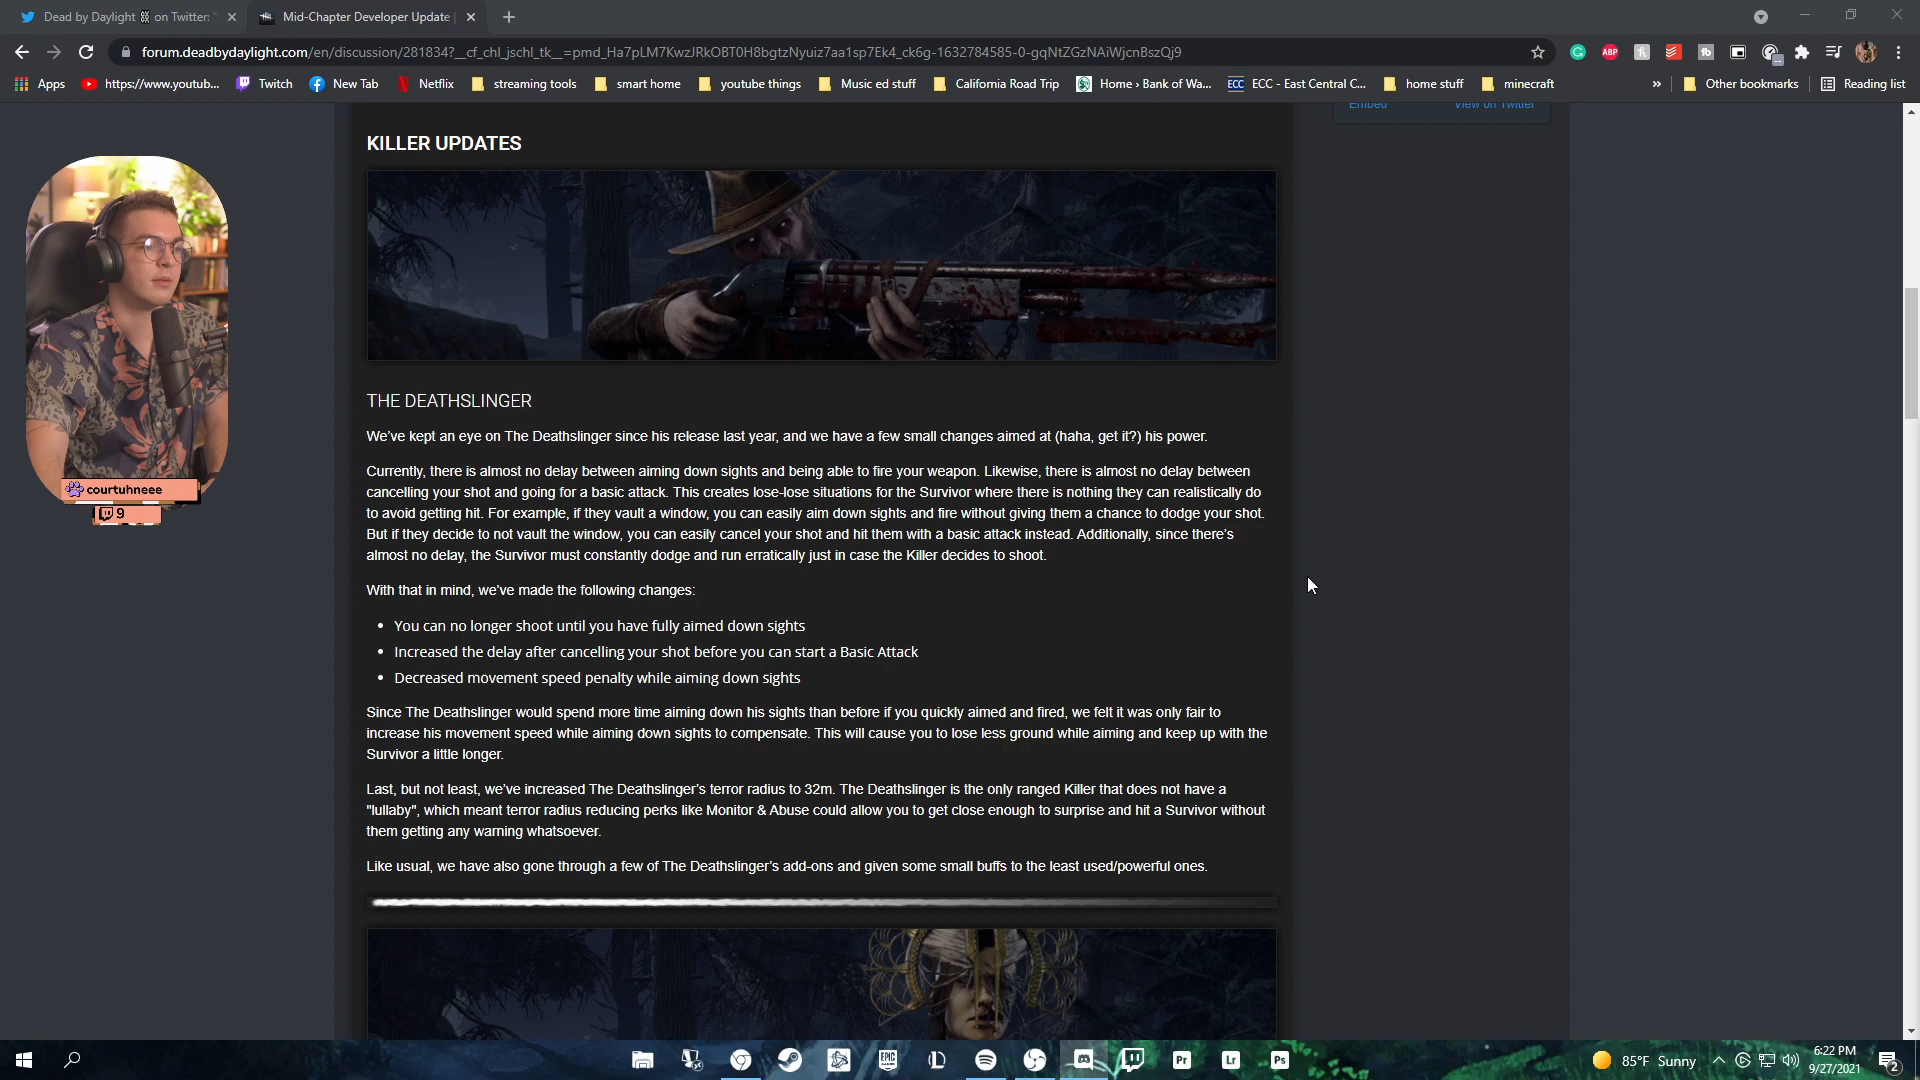 Dead by Daylight on Twitter: "
Mid-Chapter Developer Update |
forum.deadbydaylight.com/en/discussion/281834?__cf_chl_jschl_tk__=pmd_Ha7pLM7KwzJRkOBT0H8bgtzNyuiz7aa1sp7Ek4_ck6g-1632784585-0-gqNtZGzNAiWjcnBszQj9
ABP
Apps
https://www.youtub...
Twitch
New Tab
Netflix
streaming tools
smart home
youtube things
Music ed stuff
California Road Trip
Home › Bank of Wa...
ECC
ECC - East Central C...
home stuff
minecraft
»
Other bookmarks
Reading list
Embed
View on Twitter
KILLER UPDATES
courtuhneee
9
THE DEATHSLINGER
We've kept an eye on The Deathslinger since his release last year, and we have a few small changes aimed at (haha, get it?) his power.
Currently, there is almost no delay between aiming down sights and being able to fire your weapon. Likewise, there is almost no delay between
cancelling your shot and going for a basic attack. This creates lose-lose situations for the Survivor where there is nothing they can realistically do
to avoid getting hit. For example, if they vault a window, you can easily aim down sights and fire without giving them a chance to dodge your shot.
But if they decide to not vault the window, you can easily cancel your shot and hit them with a basic attack instead. Additionally, since there's
almost no delay, the Survivor must constantly dodge and run erratically just in case the Killer decides to shoot.
With that in mind, we've made the following changes:
• You can no longer shoot until you have fully aimed down sights
• Increased the delay after cancelling your shot before you can start a Basic Attack
• Decreased movement speed penalty while aiming down sights
Since The Deathslinger would spend more time aiming down his sights than before if you quickly aimed and fired, we felt it was only fair to
increase his movement speed while aiming down sights to compensate. This will cause you to lose less ground while aiming and keep up with the
Survivor a little longer.
Last, but not least, we've increased The Deathslinger's terror radius to 32m. The Deathslinger is the only ranged Killer that does not have a
"lullaby", which meant terror radius reducing perks like Monitor & Abuse could allow you to get close enough to surprise and hit a Survivor without
them getting any warning whatsoever.
Like usual, we have also gone through a few of The Deathslinger's add-ons and given some small buffs to the least used/powerful ones.
EPIC
Pr
Lr
Ps
85°F Sunny
6:22 PM
9/27/2021
2